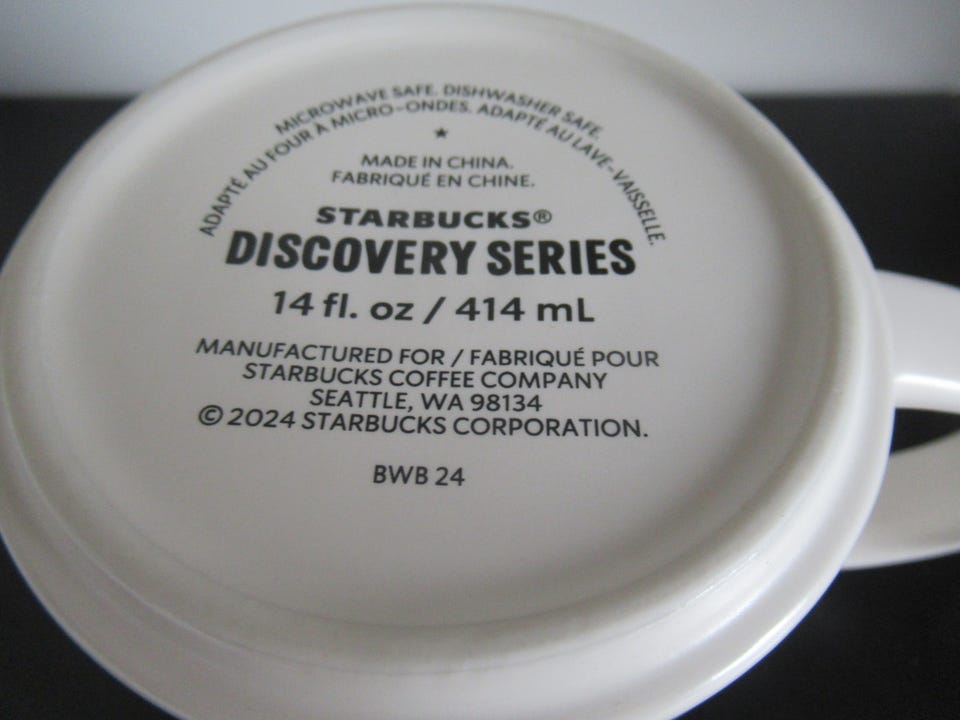 MICROWAVE SAFE. DISHWASHER SAFE.
ADAPTÉ AU FOUR À MICRO-ONDES. ADAPTÉ AU LAVE-VAISSELLE.
★
MADE IN CHINA.
FABRIQUÉ EN CHINE.
STARBUCKS®
DISCOVERY SERIES
14 fl. oz / 414 mL
MANUFACTURED FOR / FABRIQUÉ POUR
STARBUCKS COFFEE COMPANY
SEATTLE, WA 98134
© 2024 STARBUCKS CORPORATION.
BWB 24